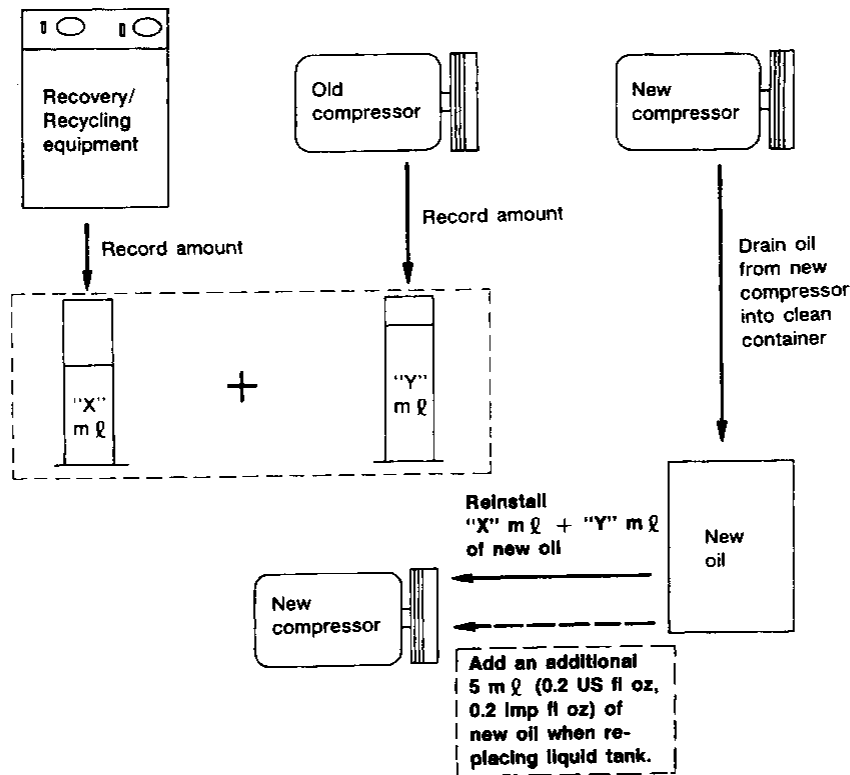 Recovery/
Recycling
equipment
Old
compressor
New
compressor
Record amount
Record amount
Drain oil
from new
compressor
into clean
container
"X"
m ℓ
+
"Y"
m ℓ
Reinstall
"X" m ℓ + "Y" m ℓ
of new oil
New
oil
New
compressor
Add an additional
5 m ℓ (0.2 US fl oz,
0.2 Imp fl oz) of
new oil when re-
placing liquid tank.